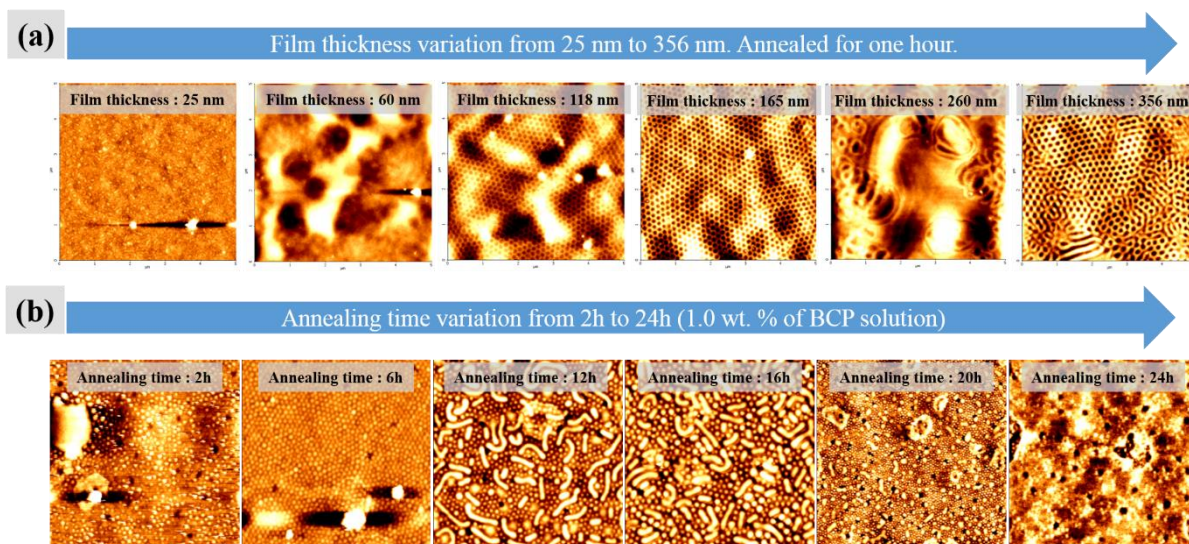 (a)
Film thickness variation from 25 nm to 356 nm. Annealed for one hour.
Film thickness : 25 nm
Film thickness : 60 nm
Film thickness : 118 nm
Film thickness : 165 nm
Film thickness : 260 nm
Film thickness : 356 nm
(b)
Annealing time variation from 2h to 24h (1.0 wt. % of BCP solution)
Annealing time : 2h
Annealing time : 6h
Annealing time : 12h
Annealing time : 16h
Annealing time : 20h
Annealing time : 24h